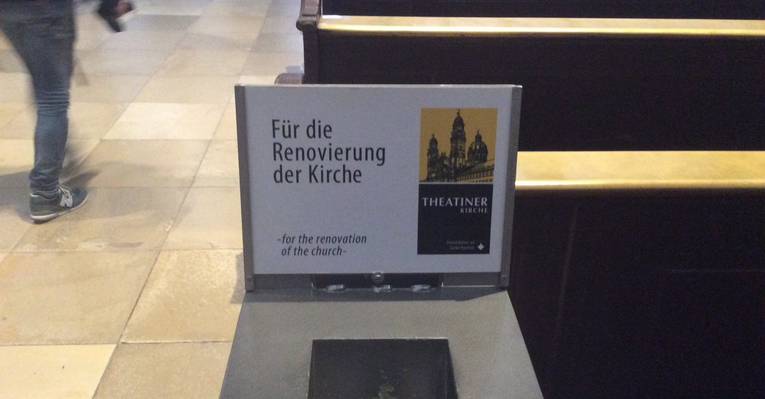 Für die
Renovierung
der Kirche
-for the renovation
of the church-
THEATINER
KIRCHE